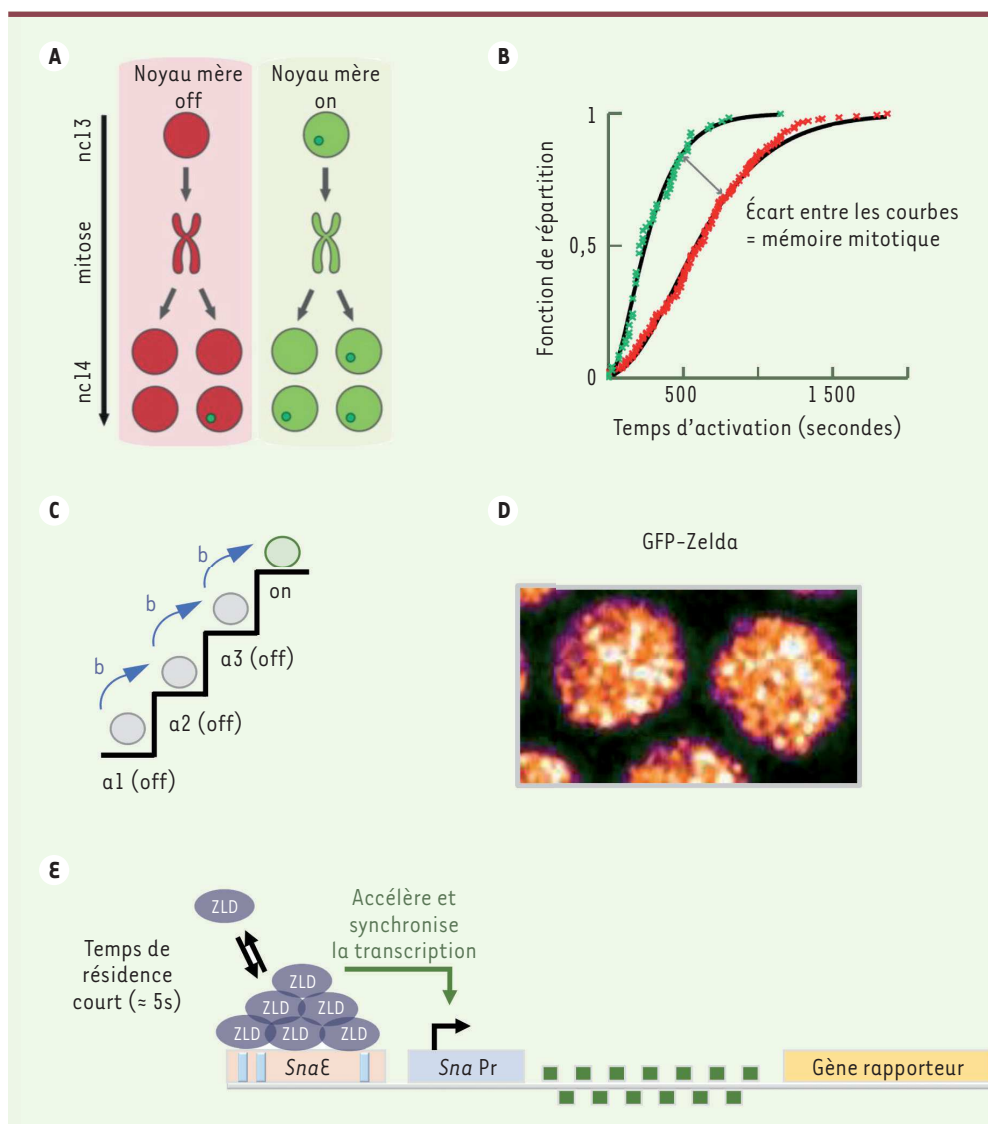 A
Noyau mère
off
Noyau mère
on
nc13
mitose
nc14
B
Fonction de répartition
1
0,5
0
500
1 500
Temps d'activation (secondes)
Écart entre les courbes
= mémoire mitotique
C
b
b
b
on
a3 (off)
a2 (off)
a1 (off)
D
GFP-Zelda
E
ZLD
Temps de
résidence
court (≈ 5s)
Accélère et
synchronise
la transcription
ZLD
ZLD
ZLD
ZLD
ZLD
ZLD
SnaE
Sna Pr
Gène rapporteur